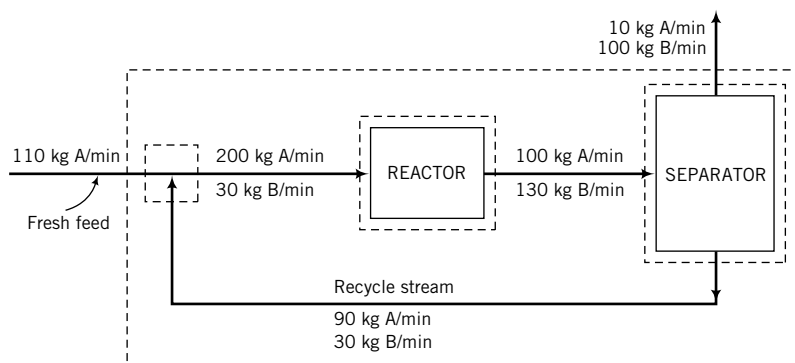 10 kg A/min
100 kg B/min
110 kg A/min
200 kg A/min
30 kg B/min
REACTOR
100 kg A/min
130 kg B/min
SEPARATOR
Fresh feed
Recycle stream
90 kg A/min
30 kg B/min